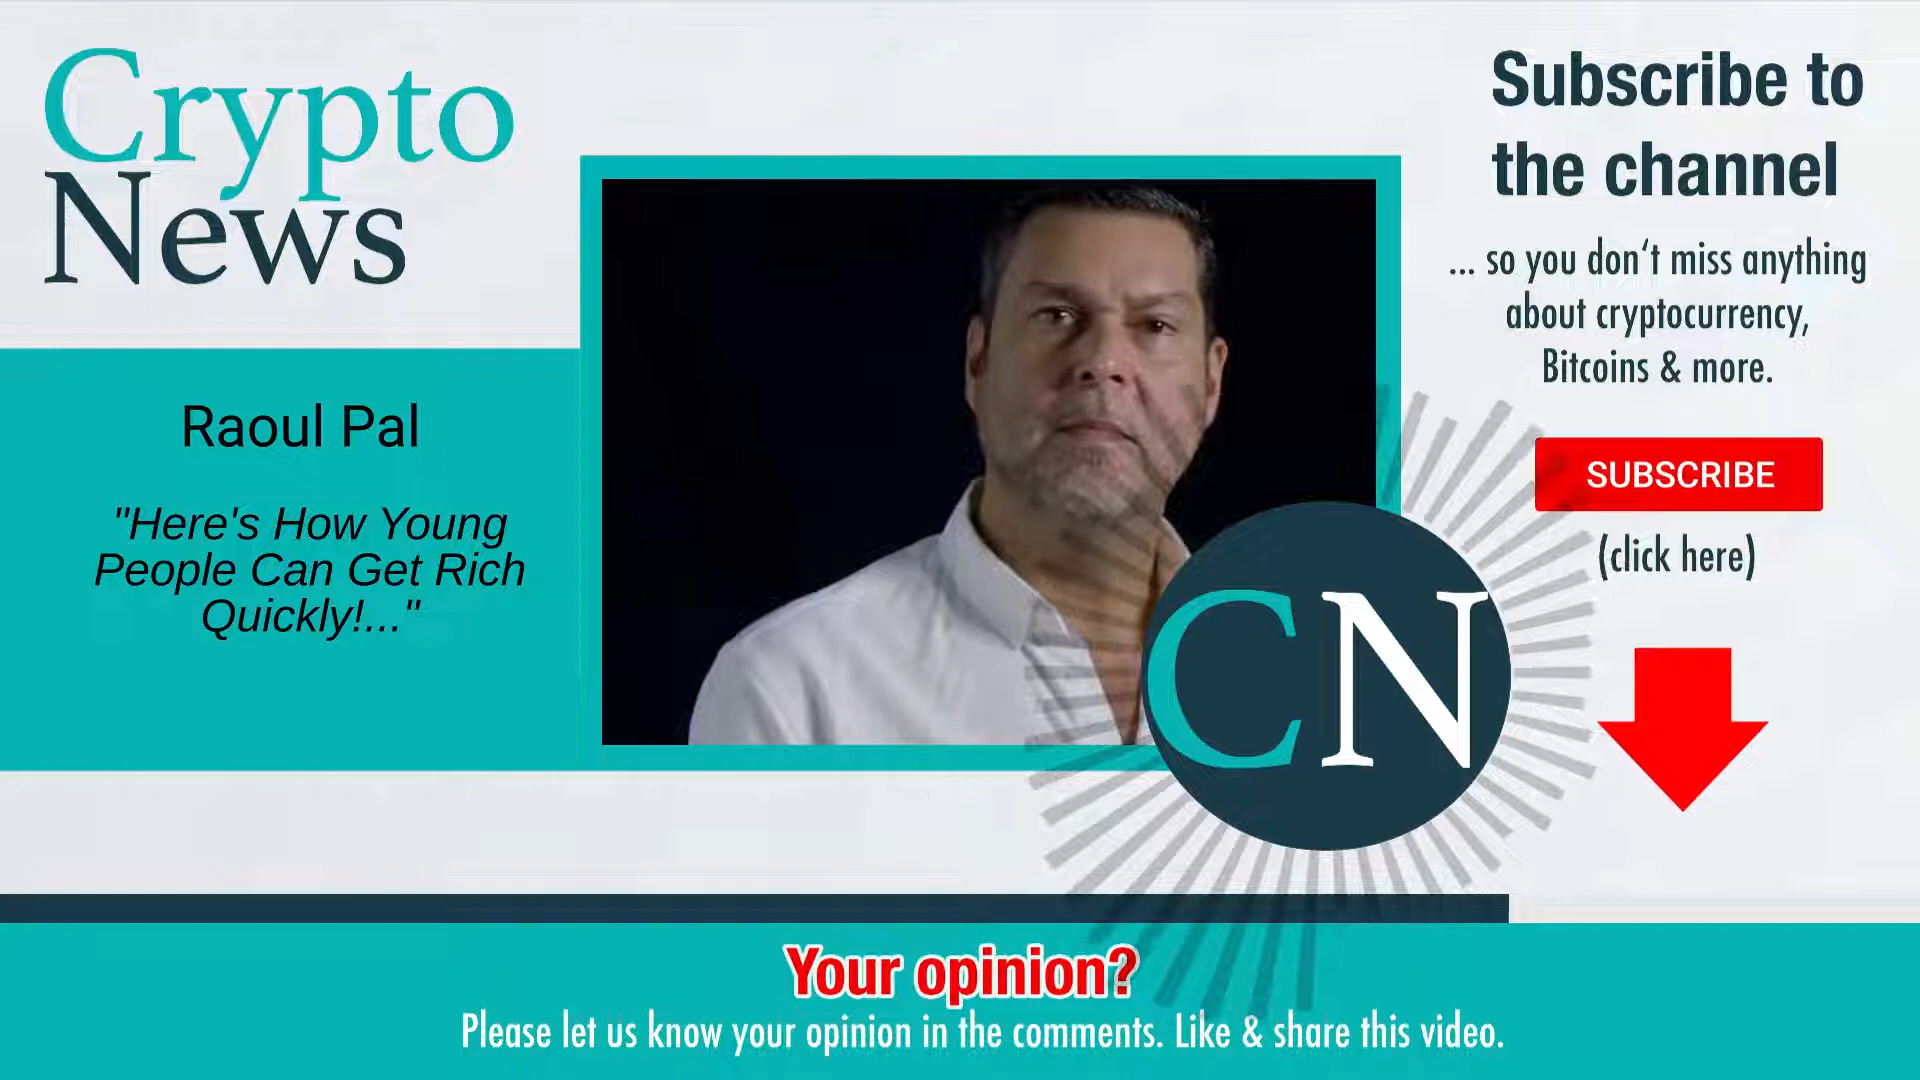 Crypto
News
Raoul Pal
"Here's How Young
People Can Get Rich
Quickly!..."
CN
Subscribe to
the channel
... so you don‘t miss anything
about cryptocurrency,
Bitcoins & more.
SUBSCRIBE
(click here)
Your opinion?
Please let us know your opinion in the comments. Like & share this video.